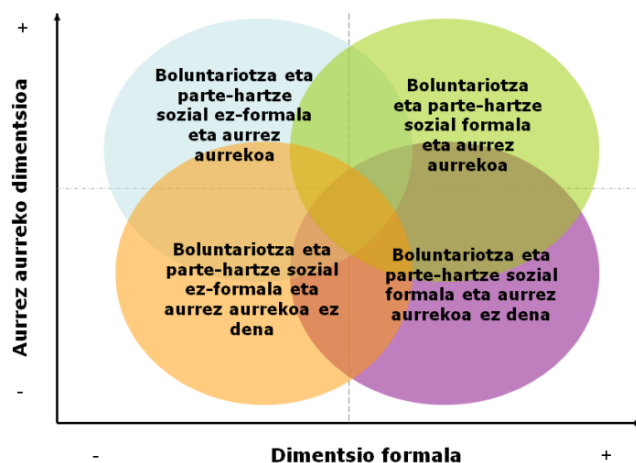 +
Aurrez aurreko dimentsioa
-
Boluntariotza eta
parte-hartze
sozial ez-formala
eta aurrez
aurrekoa
Boluntariotza
eta parte-hartze
sozial formala
eta aurrez
aurrekoa
Boluntariotza eta
parte-hartze sozial
ez-formala eta
aurrez aurrekoa ez
dena
Boluntariotza eta
parte-hartze sozial
formala eta aurrez
aurrekoa ez dena
-
Dimentsio formala
+